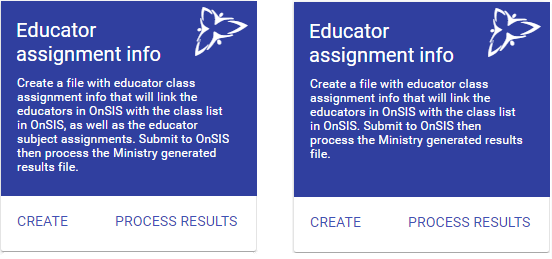 Educator
assignment info
Create a file with educator class
assignment info that will link the
educators in OnSIS with the class list
in OnSIS, as well as the educator
subject assignments. Submit to OnSIS
then process the Ministry generated
results file.
CREATE PROCESS RESULTS
Educator
assignment info
Create a file with educator class
assignment info that will link the
educators in OnSIS with the class list
in OnSIS. Submit to OnSIS then
process the Ministry generated results
file.
CREATE PROCESS RESULTS